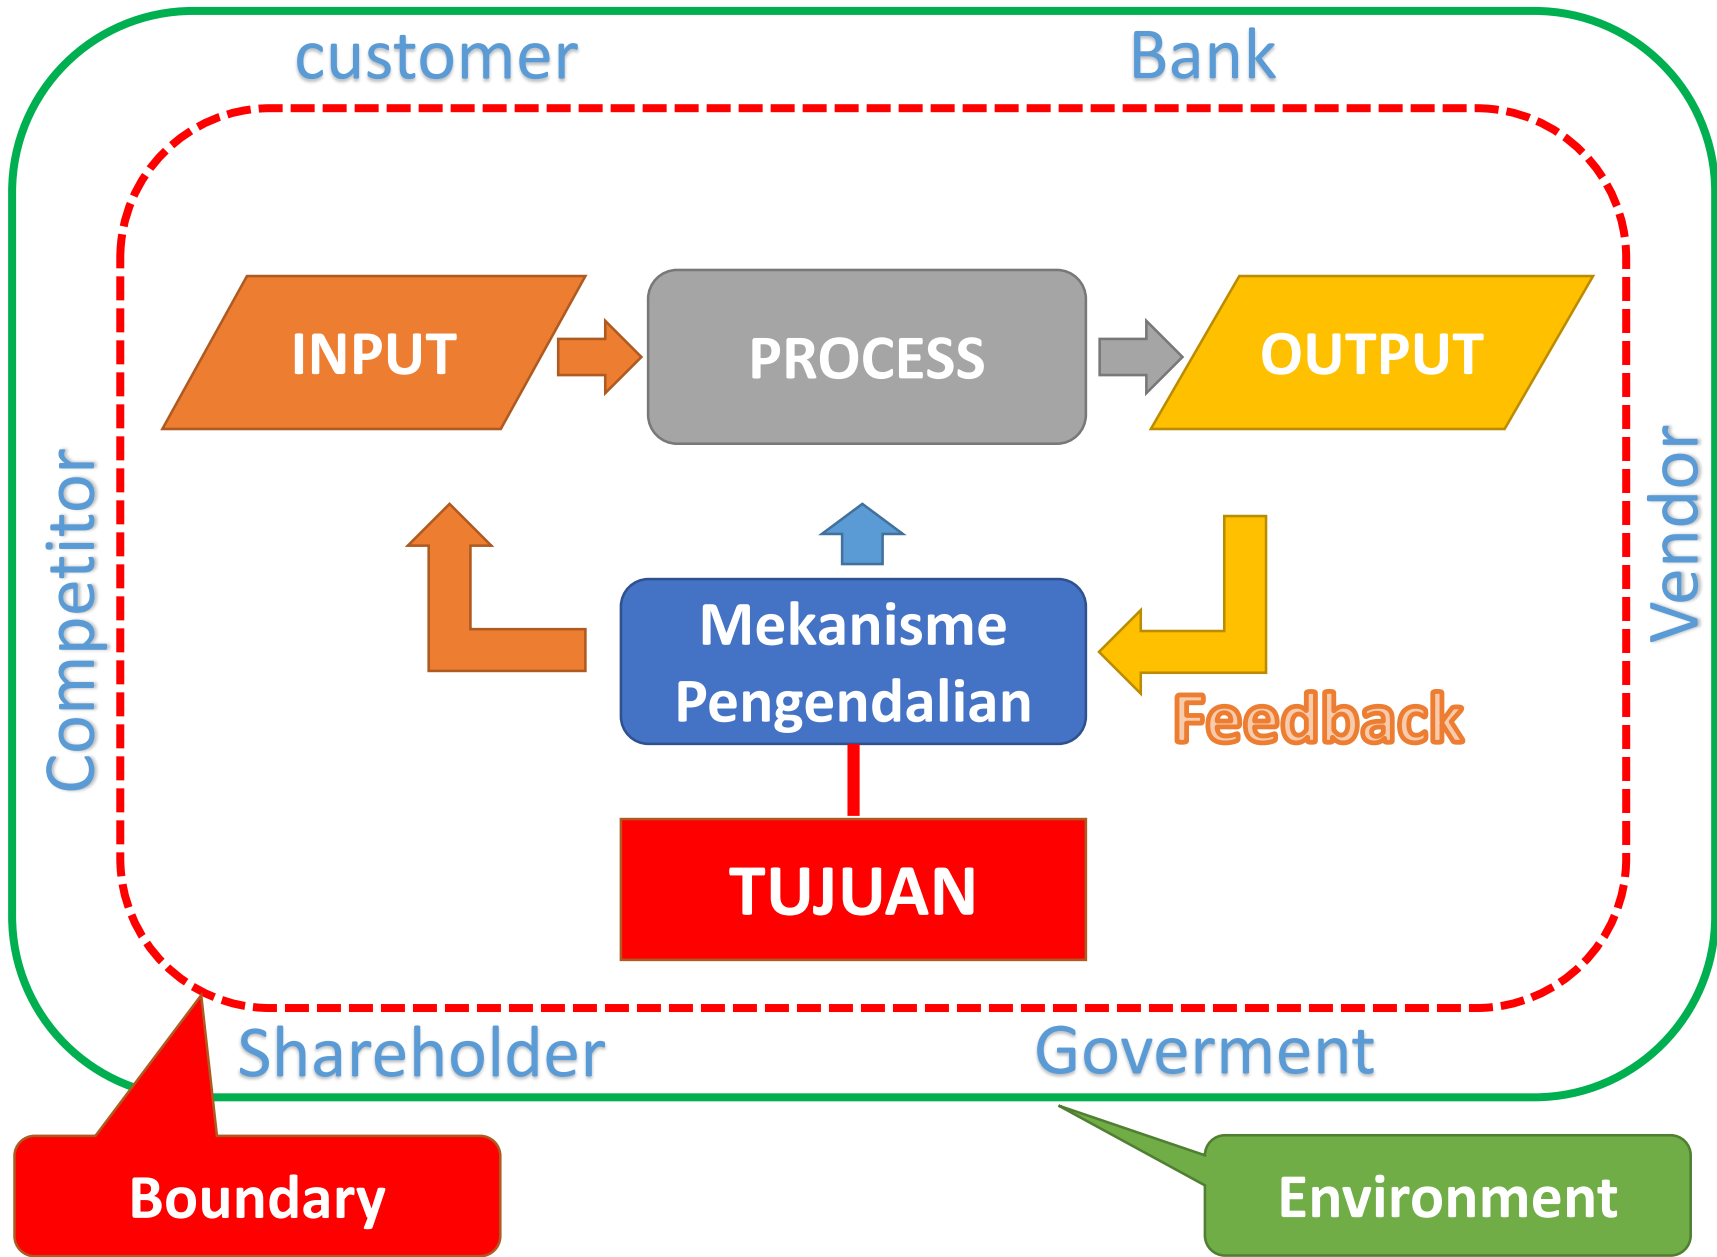 customer
Bank
INPUT
PROCESS
OUTPUT
Competitor
Vendor
Mekanisme
Pengendalian
Feedback
TUJUAN
Shareholder
Goverment
Boundary
Environment